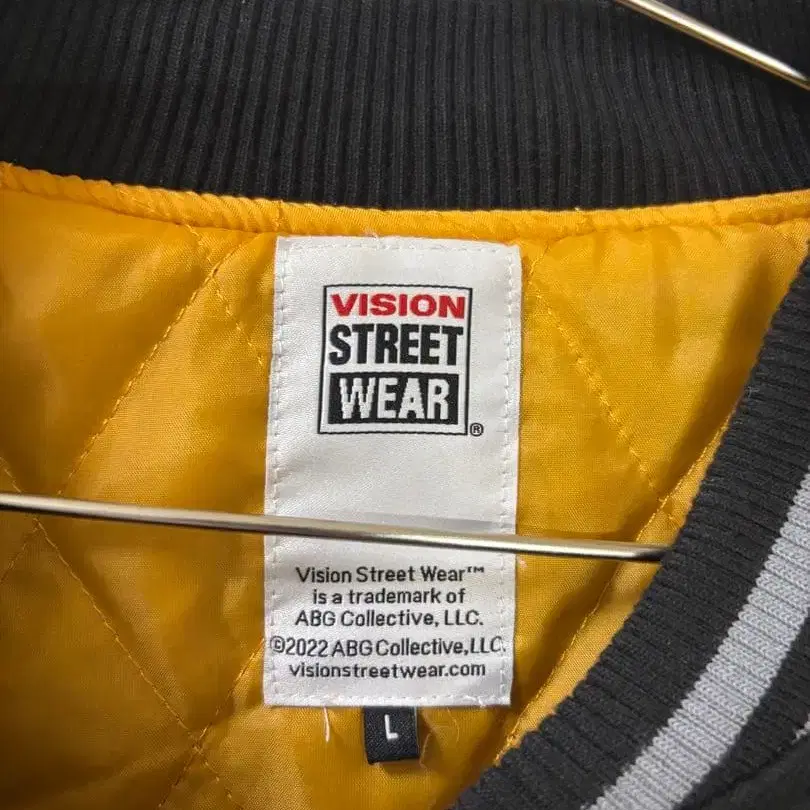 VISION
STREET
WEAR
®
Vision Street Wear™
is a trademark of
ABG Collective, LLC.
©2022 ABG Collective, LLC.
visionstreetwear.com
L